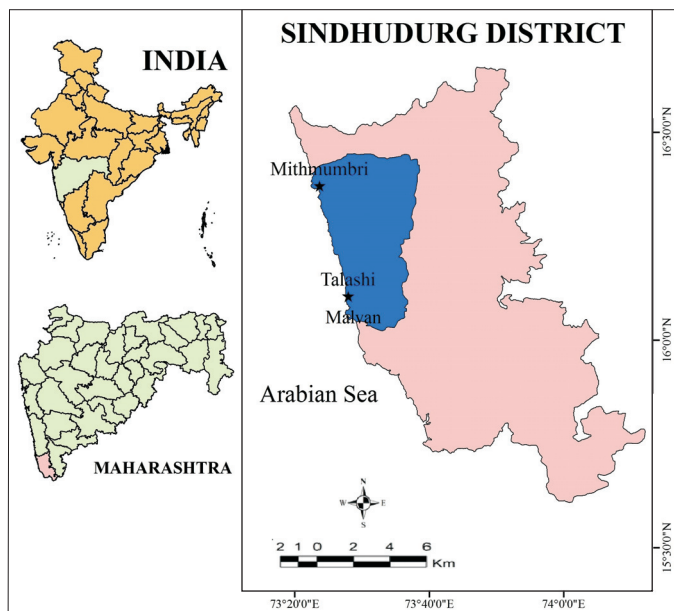 INDIA
MAHARASHTRA
SINDHUDURG DISTRICT
Mithmumbri
Talashi
Malvan
Arabian Sea
N
W E
S
2 1 0 2 4 6
Km
16°30'0"N
16°0'0"N
15°30'0"N
73°20'0"E 73°40'0"E 74°0'0"E